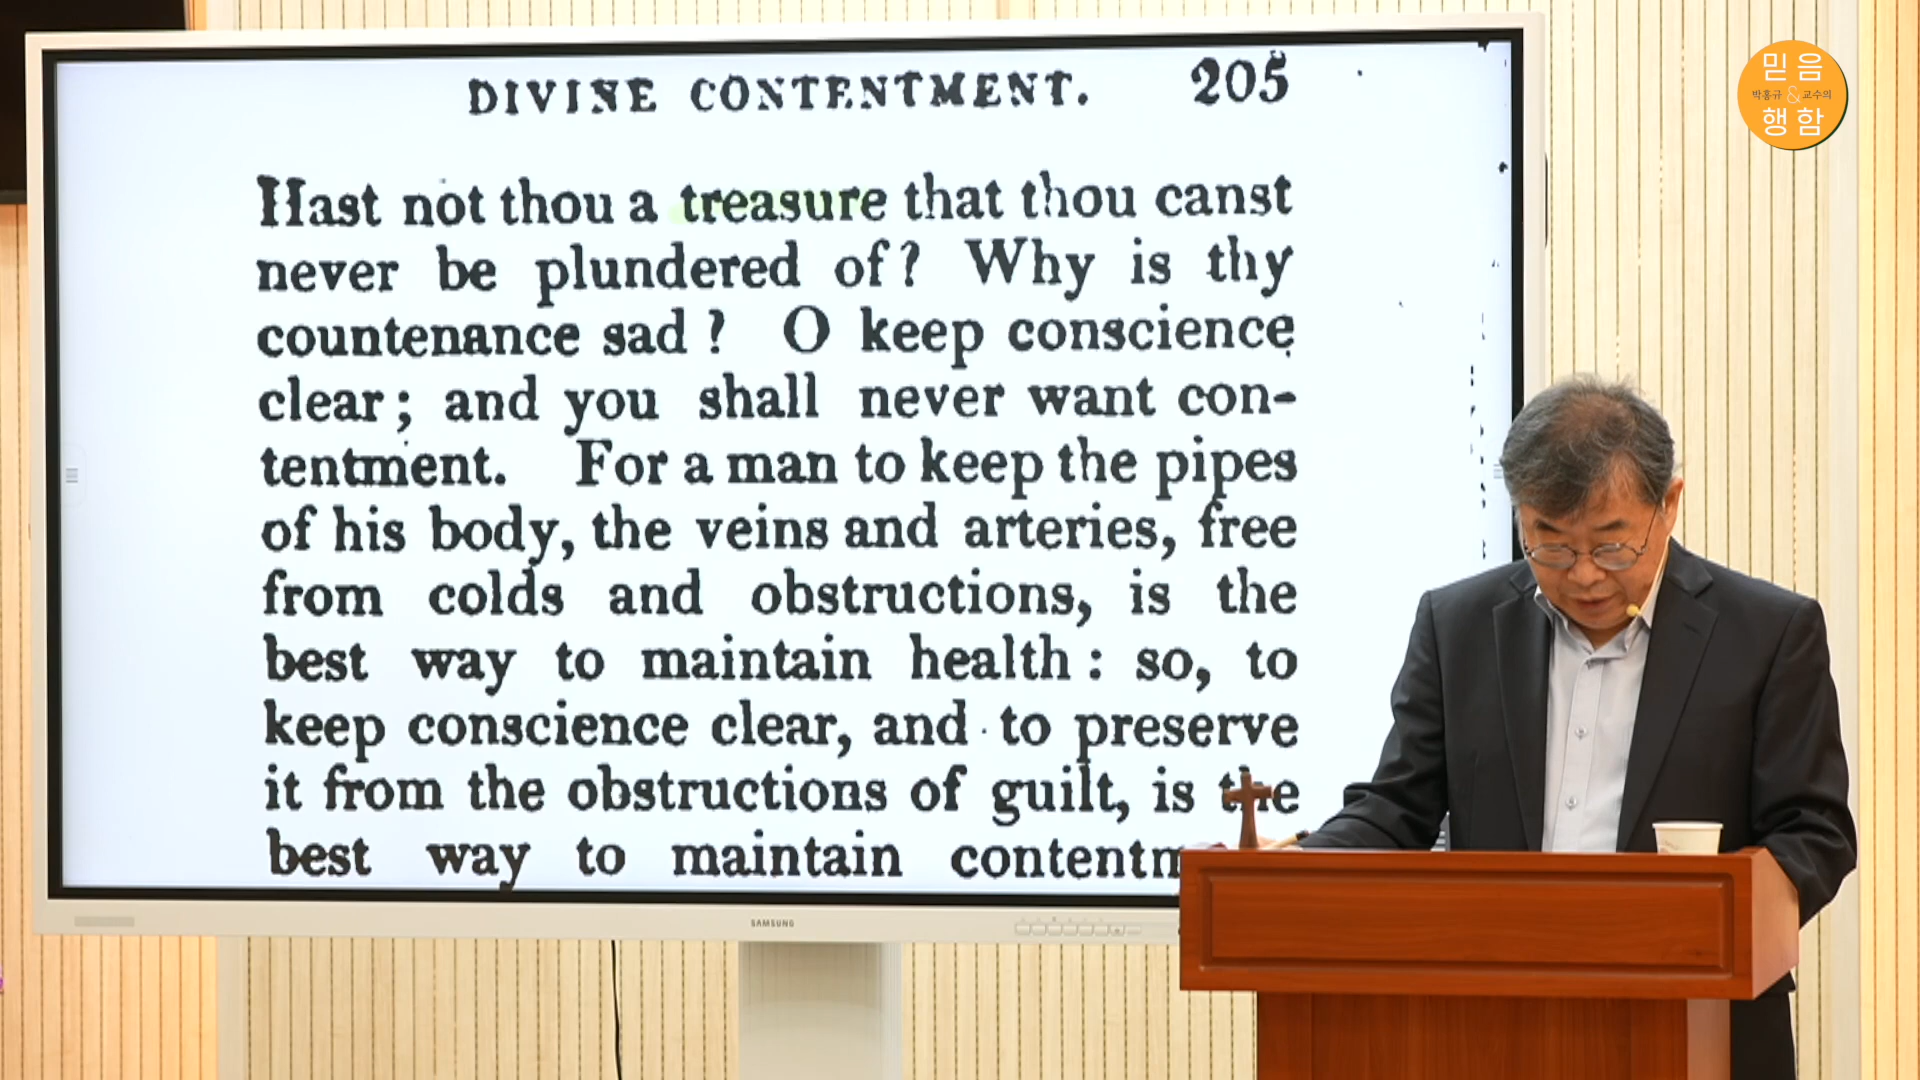 DIVINE CONTENTMENT. 205
Hast not thou a treasure that thou canst
never be plundered of? Why is thy
countenance sad? O keep conscience
clear; and you shall never want con-
tentment. For a man to keep the pipes
of his body, the veins and arteries, free
from colds and obstructions, is the
best way to maintain health: so, to
keep conscience clear, and to preserve
it from the obstructions of guilt, is the
best way to maintain contentm
SAMSUNG
믿음
박홍규 & 교수의
행함